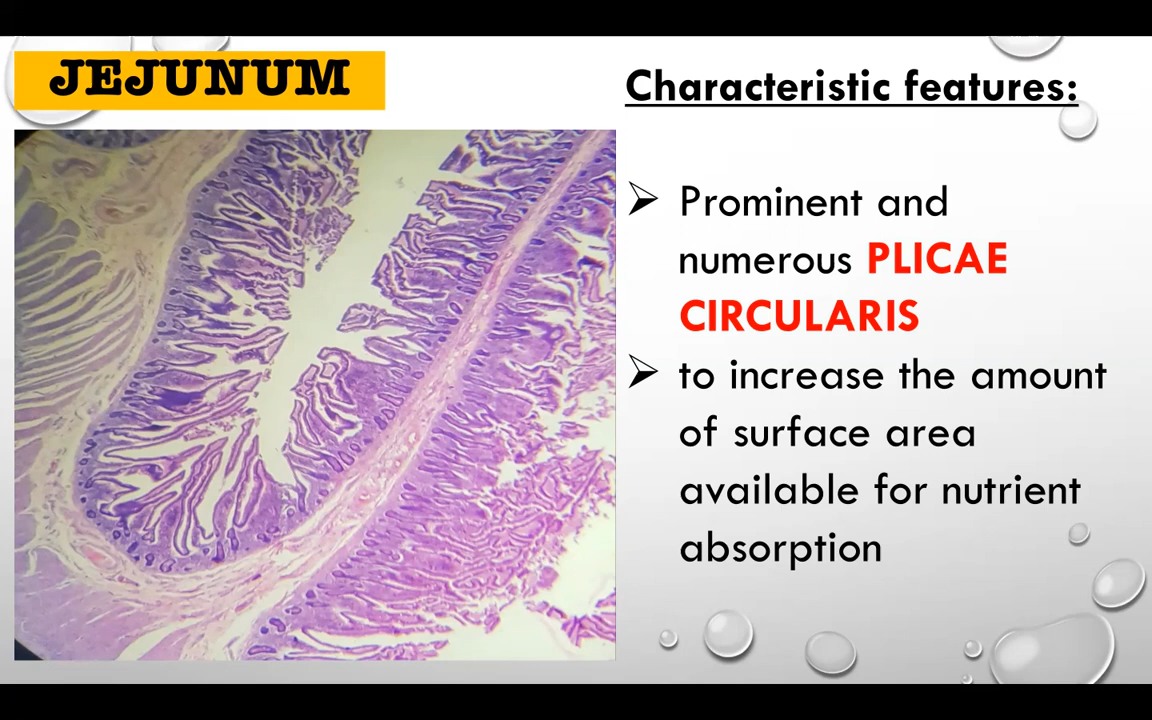 JEJUNUM
Characteristic features:
➢ Prominent and
numerous PLICAE
CIRCULARIS
➢ to increase the amount
of surface area
available for nutrient
absorption